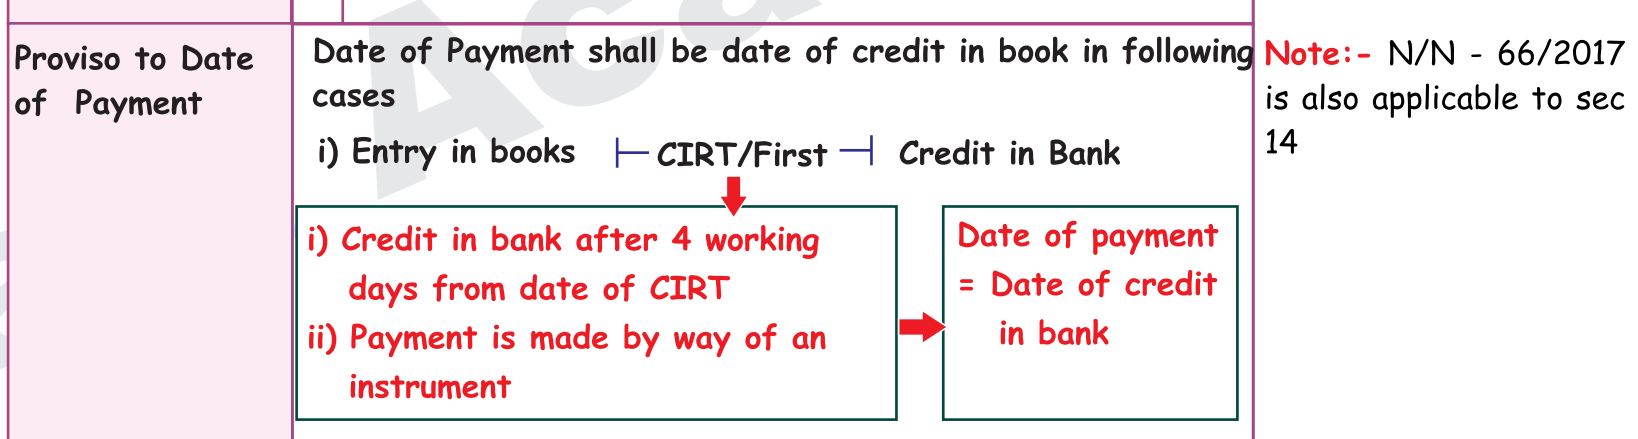 Proviso to Date
of Payment
Date of Payment shall be date of credit in book in following
cases
i) Entry in books CIRT/First Credit in Bank
i) Credit in bank after 4 working
days from date of CIRT
ii) Payment is made by way of an
instrument
Date of payment
= Date of credit
in bank
Note:- N/N - 66/2017
is also applicable to sec
14